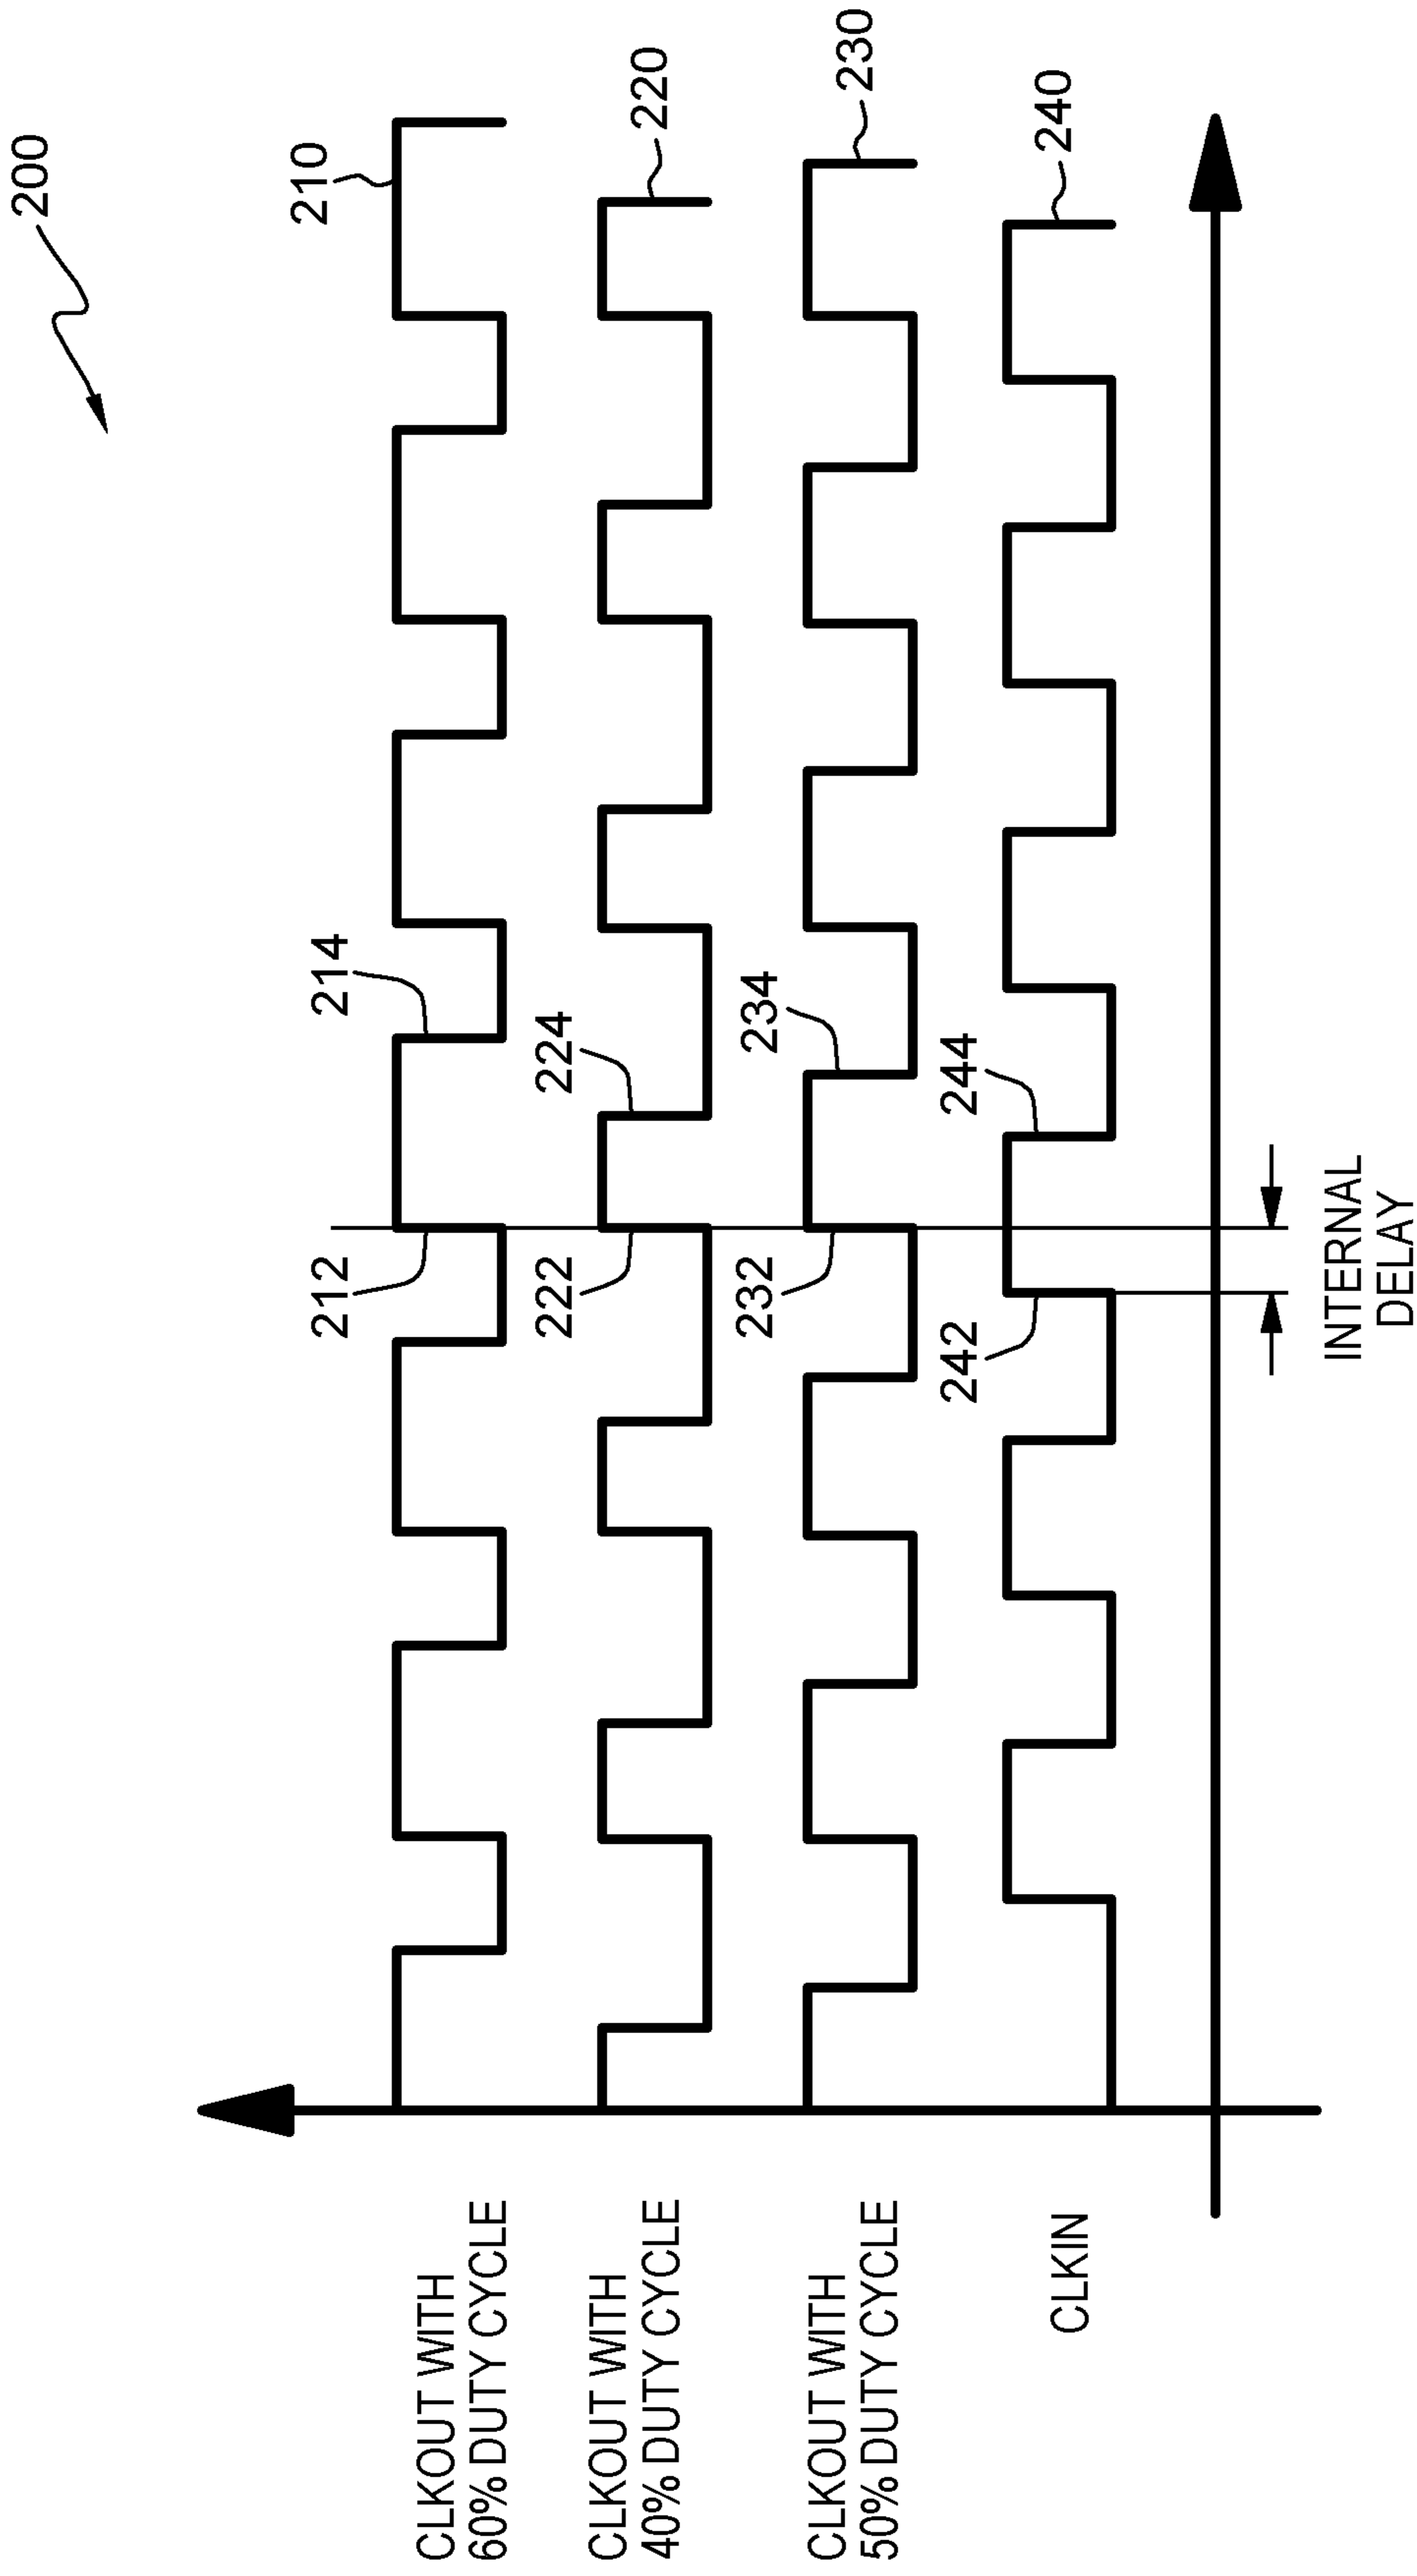 200
210
220
230
240
214
224
234
244
212
222
232
242
CLKOUT WITH
60% DUTY CYCLE
CLKOUT WITH
40% DUTY CYCLE
CLKOUT WITH
50% DUTY CYCLE
CLKIN
INTERNAL
DELAY